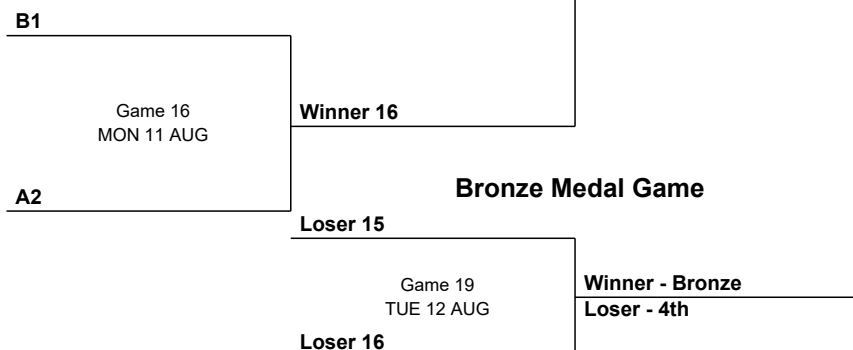 B1
Game 16
MON 11 AUG
Winner 16
A2
Bronze Medal Game
Loser 15
Game 19
TUE 12 AUG
Winner - Bronze
Loser - 4th
Loser 16